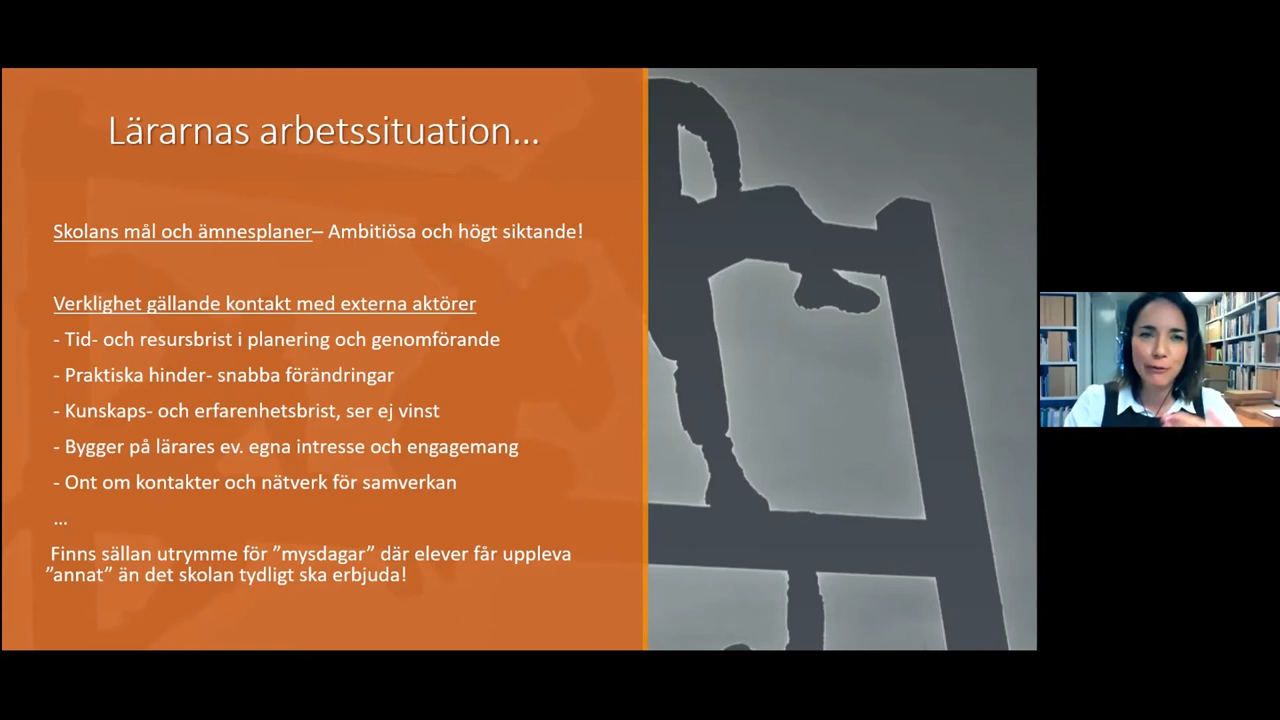 Lärarnas arbetssituation...
Skolans mål och ämnesplaner– Ambitiösa och högt siktande!
Verklighet gällande kontakt med externa aktörer
- Tid- och resursbrist i planering och genomförande
- Praktiska hinder- snabba förändringar
- Kunskaps- och erfarenhetsbrist, ser ej vinst
- Bygger på lärares ev. egna intresse och engagemang
- Ont om kontakter och nätverk för samverkan
...
Finns sällan utrymme för ”mysdagar” där elever får uppleva
”annat” än det skolan tydligt ska erbjuda!